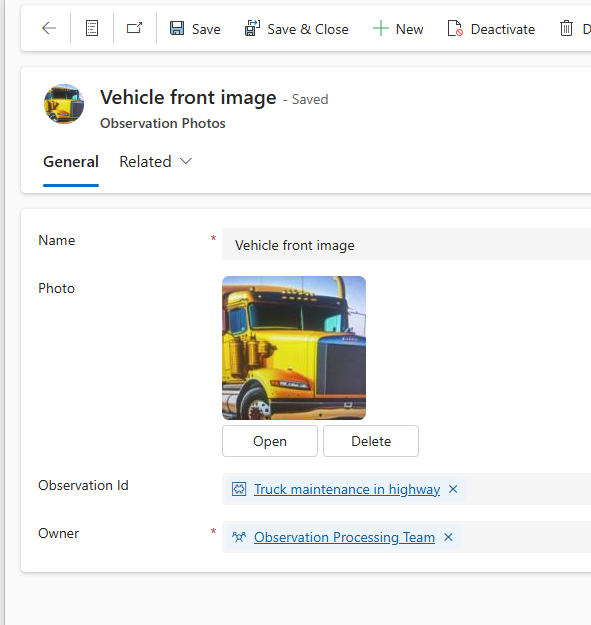 Save Save & Close New Deactivate D
Vehicle front image - Saved
Observation Photos
General Related
Name * Vehicle front image
Photo
Open Delete
Observation Id Truck maintenance in highway
Owner * Observation Processing Team